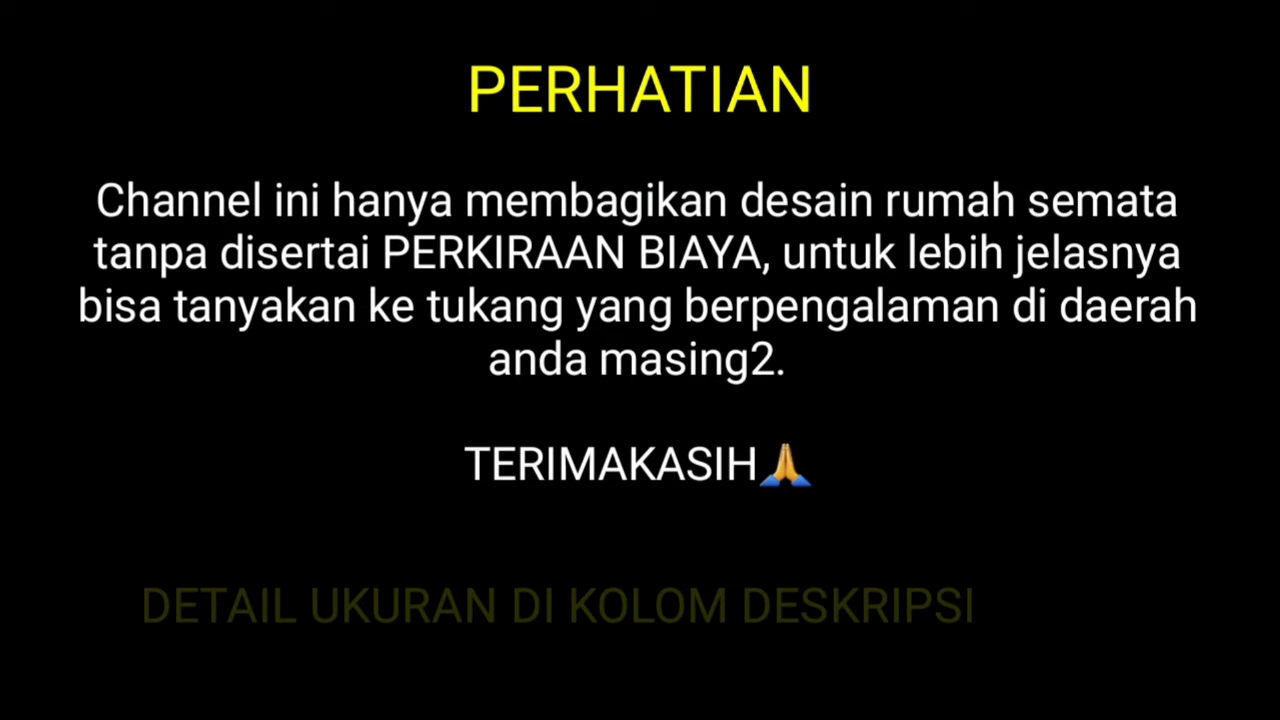 PERHATIAN
Channel ini hanya membagikan desain rumah semata
tanpa disertai PERKIRAAN BIAYA, untuk lebih jelasnya
bisa tanyakan ke tukang yang berpengalaman di daerah
anda masing2.
TERIMAKASIH🙏
DETAIL UKURAN DI KOLOM DESKRIPSI